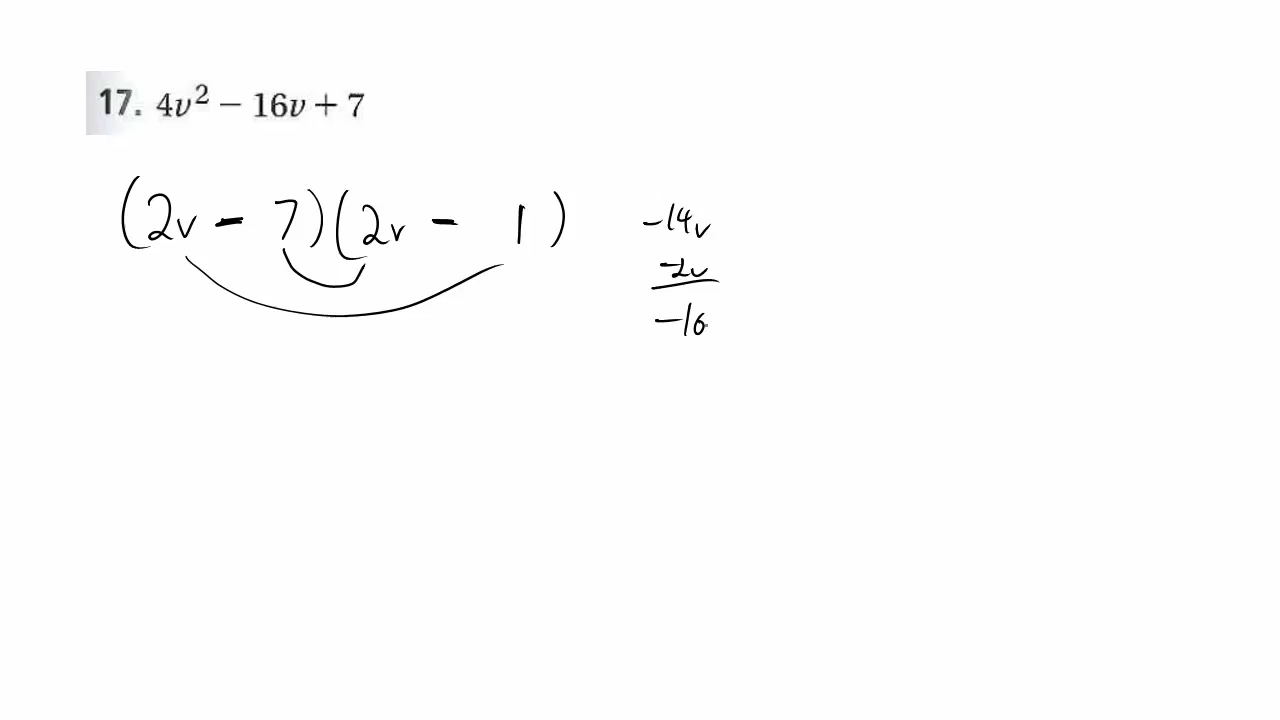 17. 4v² − 16v + 7
(2v - 7)(2v - 1)
-14v
-2v
-16